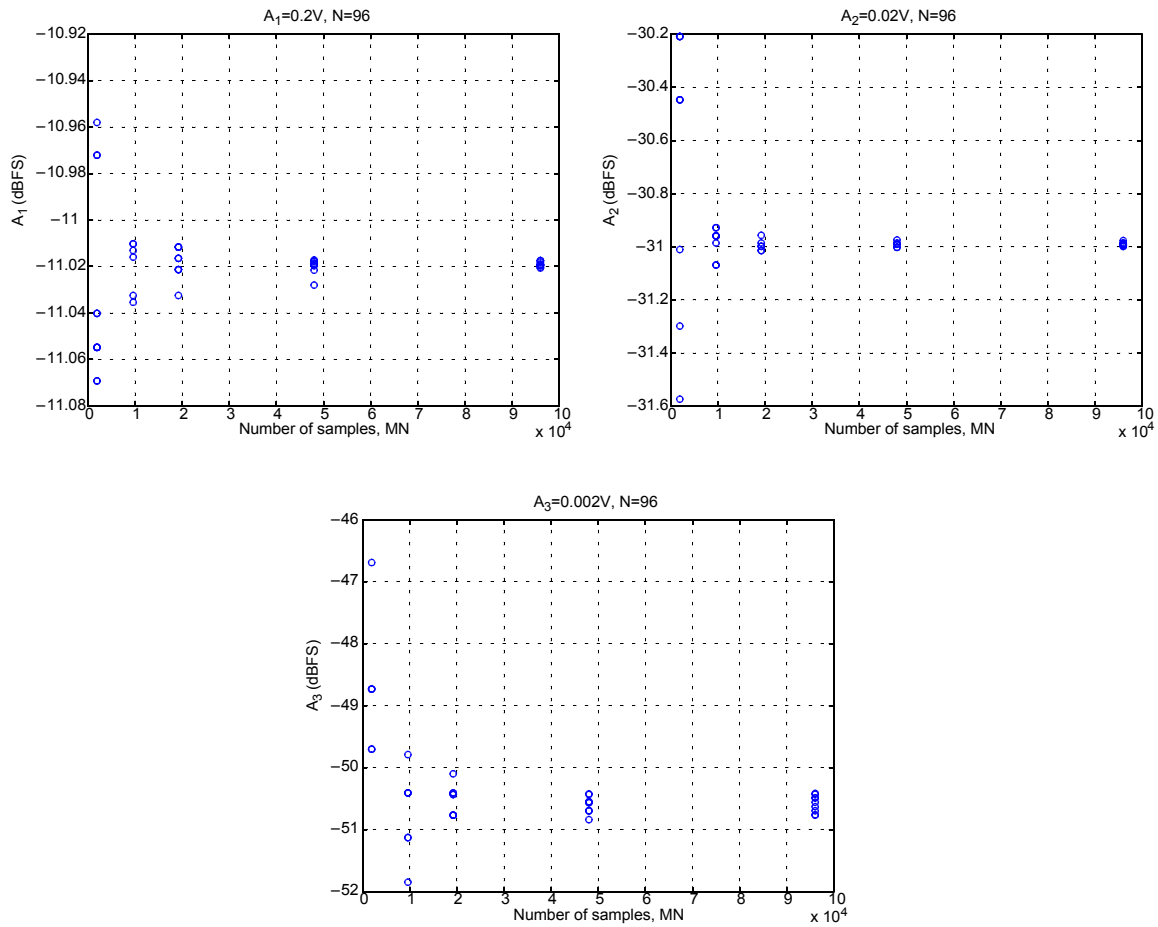 A1=0.2V, N=96
−10.92
−10.94
−10.96
−10.98
−11
−11.02
−11.04
−11.06
−11.08
A1 (dBFS)
0 1 2 3 4 5 6 7 8 9 10
Number of samples, MN
x 10^4
A2=0.02V, N=96
−30.2
−30.4
−30.6
−30.8
−31
−31.2
−31.4
−31.6
A2 (dBFS)
0 1 2 3 4 5 6 7 8 9 10
Number of samples, MN
x 10^4
A3=0.002V, N=96
−46
−47
−48
−49
−50
−51
−52
A3 (dBFS)
0 1 2 3 4 5 6 7 8 9 10
Number of samples, MN
x 10^4